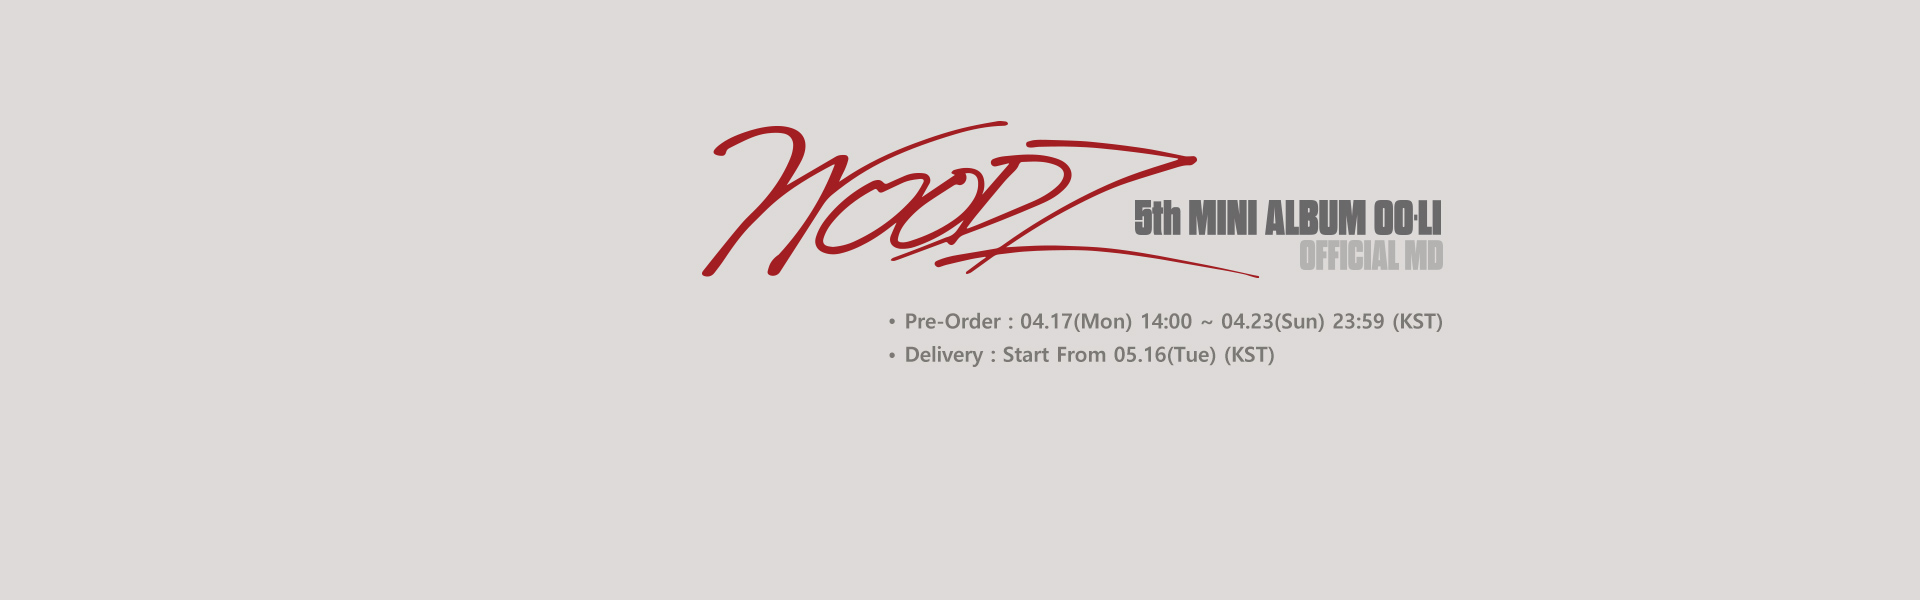 WOODZ
5th MINI ALBUM OO·LI
OFFICIAL MD
• Pre-Order : 04.17(Mon) 14:00 ~ 04.23(Sun) 23:59 (KST)
• Delivery : Start From 05.16(Tue) (KST)